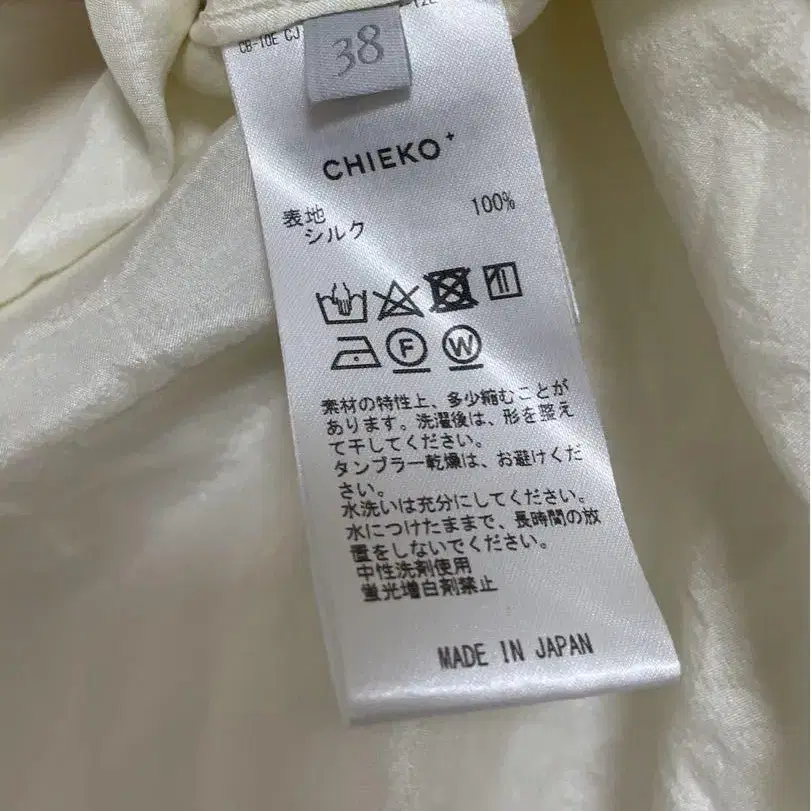 CB-10E CJ
38
CHIEKO+
表地
シルク 100%
F W
素材の特性上、多少縮むことが
あります。洗濯後は、形を整え
て干してください。
タンブラー乾燥は、お避けくだ
さい。
水洗いは充分にしてください。
水につけたままで、長時間の放
置をしないでください。
中性洗剤使用
蛍光増白剤禁止
MADE IN JAPAN